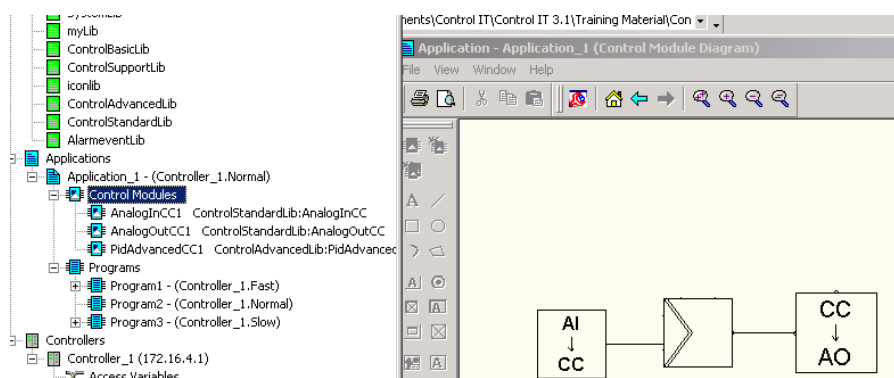 myLib
ControlBasicLib
ControlSupportLib
iconlib
ControlAdvancedLib
ControlStandardLib
AlarmeventLib
Applications
Application_1 - (Controller_1.Normal)
Control Modules
AnalogInCC1 ControlStandardLib:AnalogInCC
AnalogOutCC1 ControlStandardLib:AnalogOutCC
PidAdvancedCC1 ControlAdvancedLib:PidAdvanced
Programs
Program1 - (Controller_1.Fast)
Program2 - (Controller_1.Normal)
Program3 - (Controller_1.Slow)
Controllers
Controller_1 (172.16.4.1)
Access Variables
ments\Control IT\Control IT 3.1\Training Material\Con
Application - Application_1 (Control Module Diagram)
File View Window Help
A
A
A
A
AI
CC
CC
AO